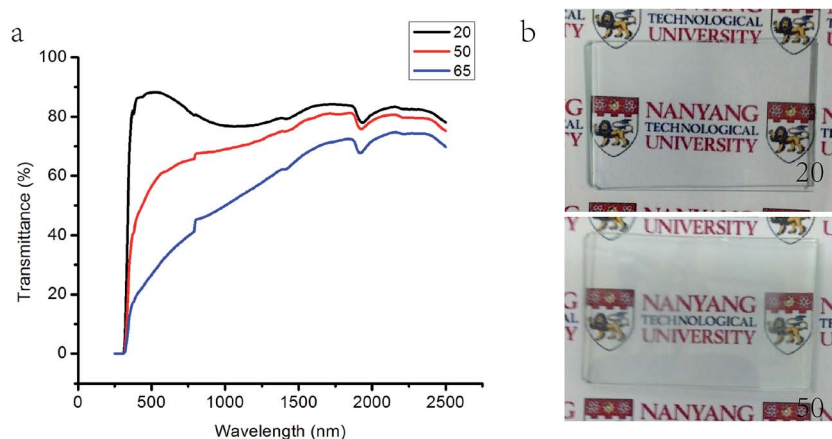 a
20
50
65
100
80
60
40
20
0
Transmittance (%)
0 500 1000 1500 2000 2500
Wavelength (nm)
b
TECHNOLOGICAL
UNIVERSITY
NANYANG
TECHNOLOGICAL
UNIVERSITY
20
UNIVERSITY
NANYANG
TECHNOLOGICAL
UNIVERSITY
NANYANG
50